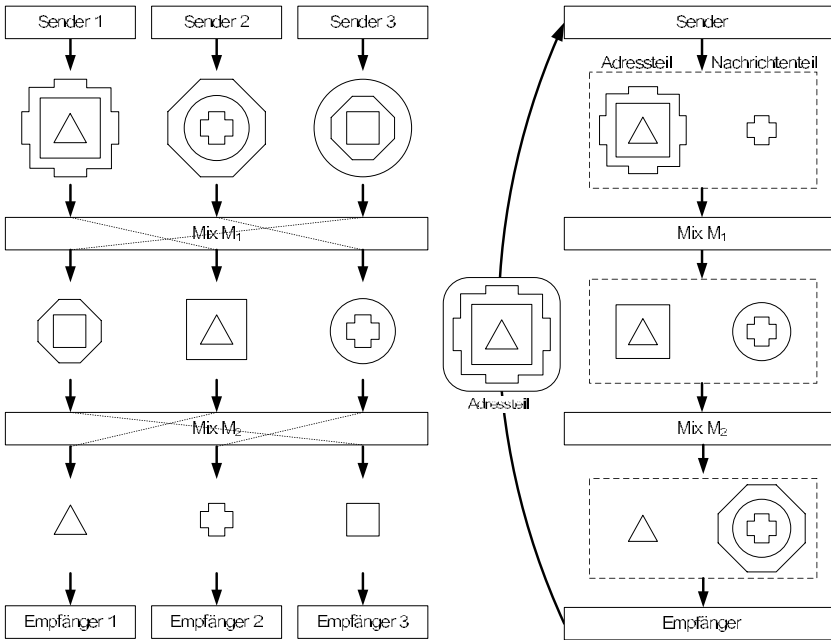 Sender 1
Sender 2
Sender 3
Mix M₁
Mix M₂
Empfänger 1
Empfänger 2
Empfänger 3
Adressteil
Sender
Adressteil Nachrichtenteil
Mix M₁
Mix M₂
Empfänger